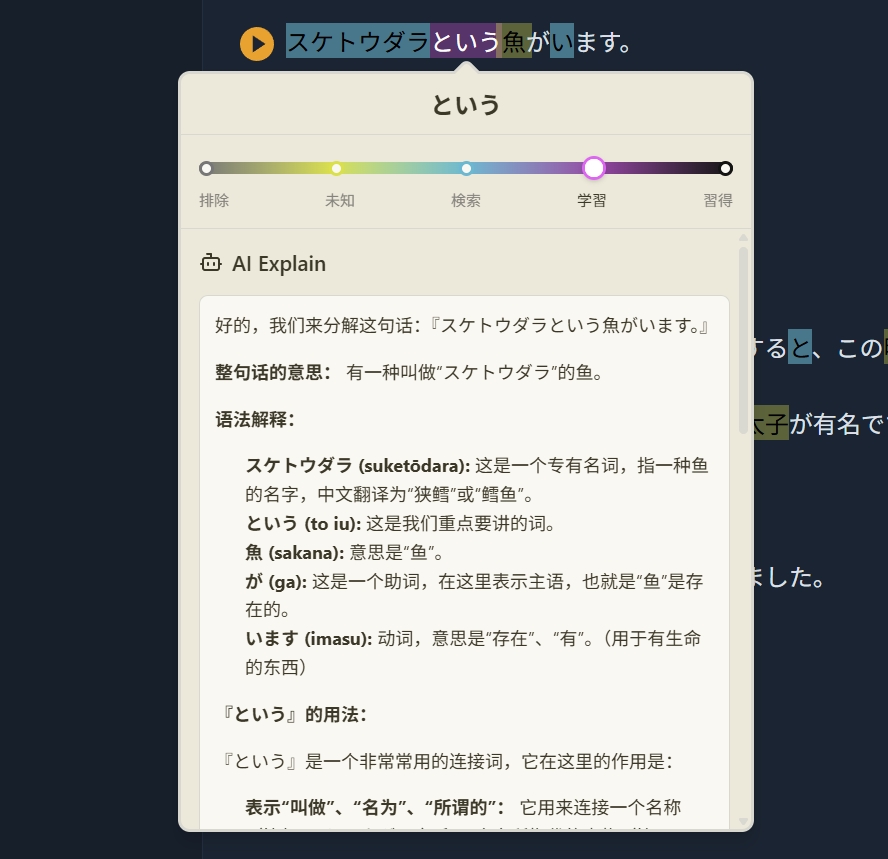 スケトウダラという魚がいます。
という
排除 未知 検索 学習 習得
AI Explain
好的，我们来分解这句话：『スケトウダラという魚がいます。』
整句话的意思： 有一种叫做“スケトウダラ”的鱼。
语法解释：
スケトウダラ (suketōdara): 这是一个专有名词，指一种鱼
的名字，中文翻译为“狭鳕”或“鳕鱼”。
という (to iu): 这是我们重点要讲的词。
魚 (sakana): 意思是“鱼”。
が (ga): 这是一个助词，在这里表示主语，也就是“鱼”是存
在的。
います (imasu): 动词，意思是“存在”、“有”。（用于有生命
的东西）
『という』的用法：
『という』是一个非常常用的连接词，它在这里的作用是：
表示“叫做”、“名为”、“所谓的”： 它用来连接一个名称
すると、この
太子が有名で
ました。